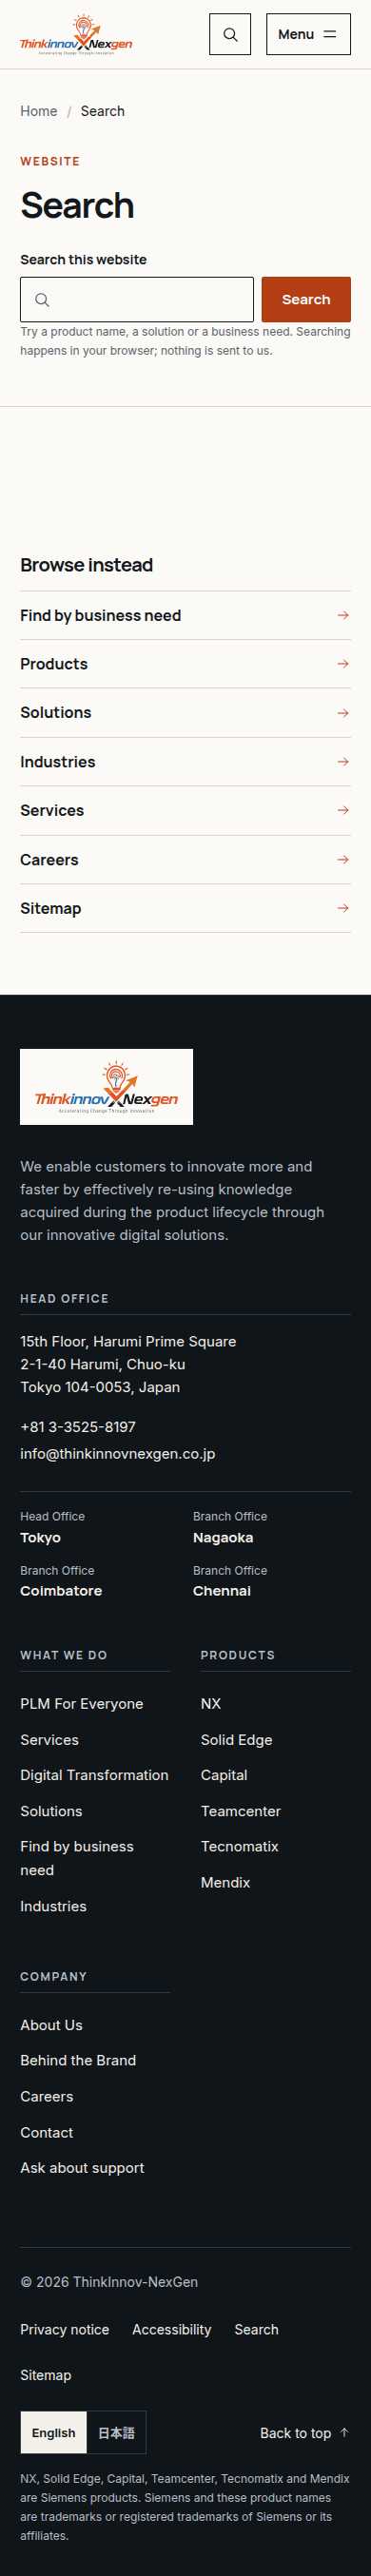 ThinkinnovXNexgen
Accelerating Change Through Innovation
Menu
Home / Search
WEBSITE
Search
Search this website
Search
Try a product name, a solution or a business need. Searching
happens in your browser; nothing is sent to us.
Browse instead
Find by business need →
Products →
Solutions →
Industries →
Services →
Careers →
Sitemap →
ThinkinnovXNexgen
Accelerating Change Through Innovation
We enable customers to innovate more and
faster by effectively re-using knowledge
acquired during the product lifecycle through
our innovative digital solutions.
HEAD OFFICE
15th Floor, Harumi Prime Square
2-1-40 Harumi, Chuo-ku
Tokyo 104-0053, Japan
+81 3-3525-8197
info@thinkinnovnexgen.co.jp
Head Office
Tokyo
Branch Office
Nagaoka
Branch Office
Coimbatore
Branch Office
Chennai
WHAT WE DO
PLM For Everyone
Services
Digital Transformation
Solutions
Find by business
need
Industries
PRODUCTS
NX
Solid Edge
Capital
Teamcenter
Tecnomatix
Mendix
COMPANY
About Us
Behind the Brand
Careers
Contact
Ask about support
© 2026 ThinkInnov-NexGen
Privacy notice Accessibility Search
Sitemap
English 日本語 Back to top ↑
NX, Solid Edge, Capital, Teamcenter, Tecnomatix and Mendix
are Siemens products. Siemens and these product names
are trademarks or registered trademarks of Siemens or its
affiliates.